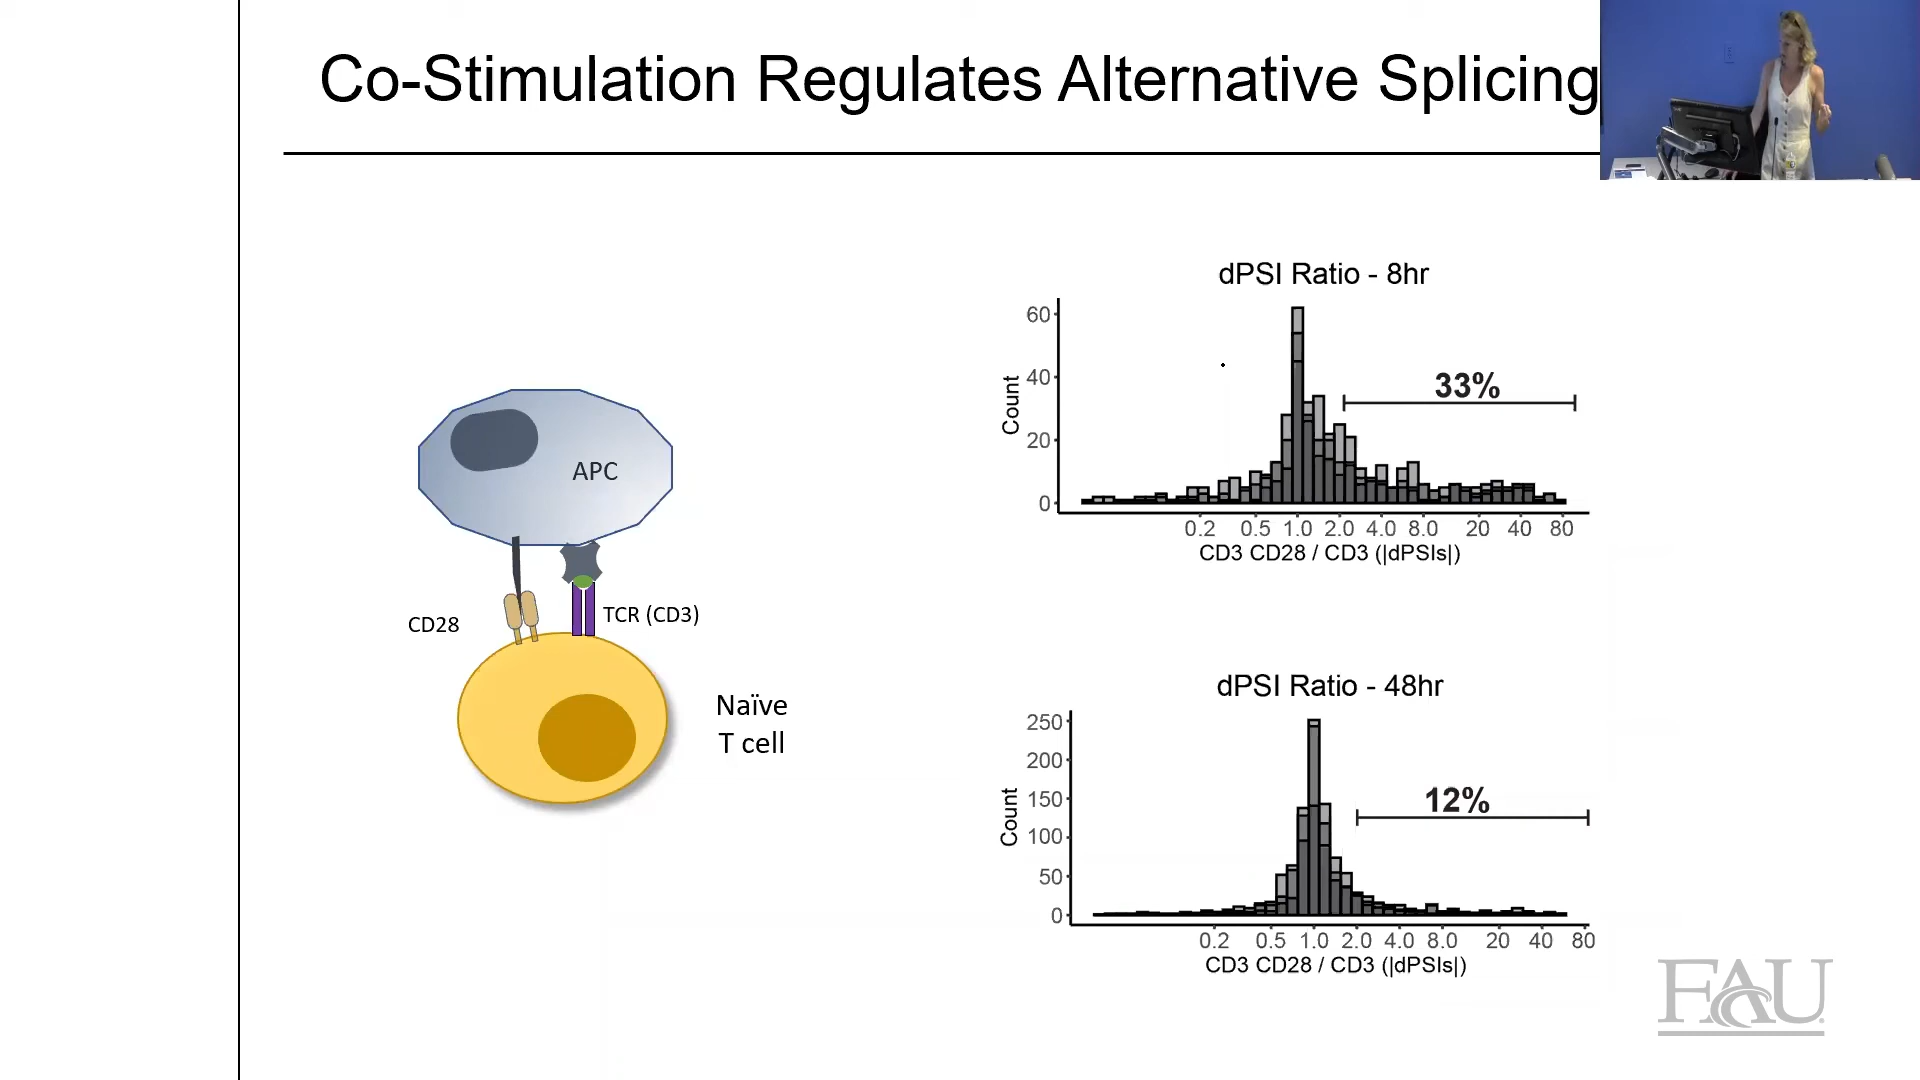 Co-Stimulation Regulates Alternative Splicing
APC
CD28
TCR (CD3)
Naïve
T cell
dPSI Ratio - 8hr
Count
60
40
20
0
33%
0.2 0.5 1.0 2.0 4.0 8.0 20 40 80
CD3 CD28 / CD3 (|dPSIs|)
dPSI Ratio - 48hr
Count
250
200
150
100
50
0
12%
0.2 0.5 1.0 2.0 4.0 8.0 20 40 80
CD3 CD28 / CD3 (|dPSIs|)
FAU